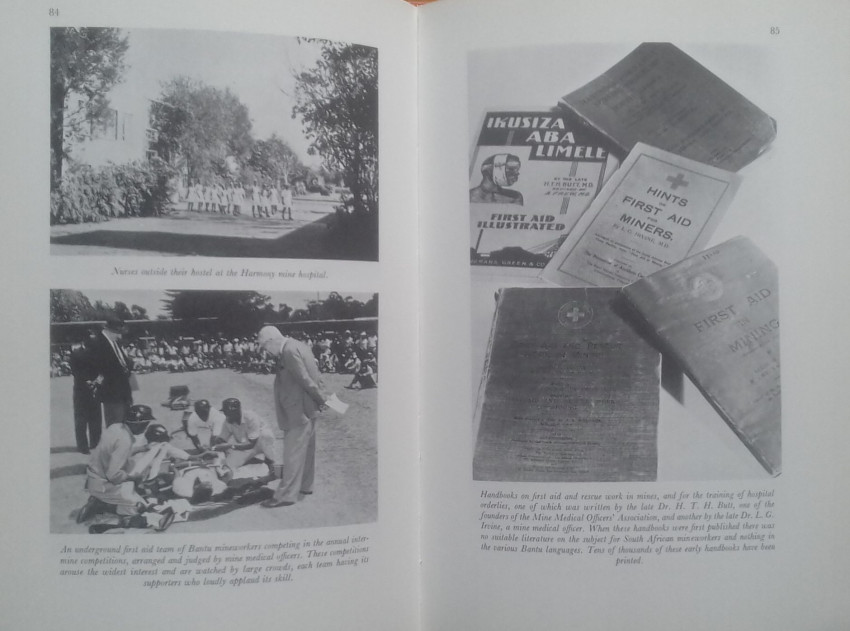 84
Nurses outside their hostel at the Harmony mine hospital.
An underground first aid team of Bantu mineworkers competing in the annual inter-
mine competitions, arranged and judged by mine medical officers. These competitions
arouse the widest interest and are watched by large crowds, each team having its
supporters who loudly applaud its skill.
85
IKUSIZA
ABA
LIMELE
BY THE LATE
FIRST AID
ILLUSTRATED
HINTS
ON
FIRST AID
FOR
MINERS.
FIRST AID
IN
MINING
Handbooks on first aid and rescue work in mines, and for the training of hospital
orderlies, one of which was written by the late Dr. H. T. H. Butt, one of the
founders of the Mine Medical Officers' Association, and another by the late Dr. L. G.
Irvine, a mine medical officer. When these handbooks were first published there was
no suitable literature on the subject for South African mineworkers and nothing in
the various Bantu languages. Tens of thousands of these early handbooks have been
printed.